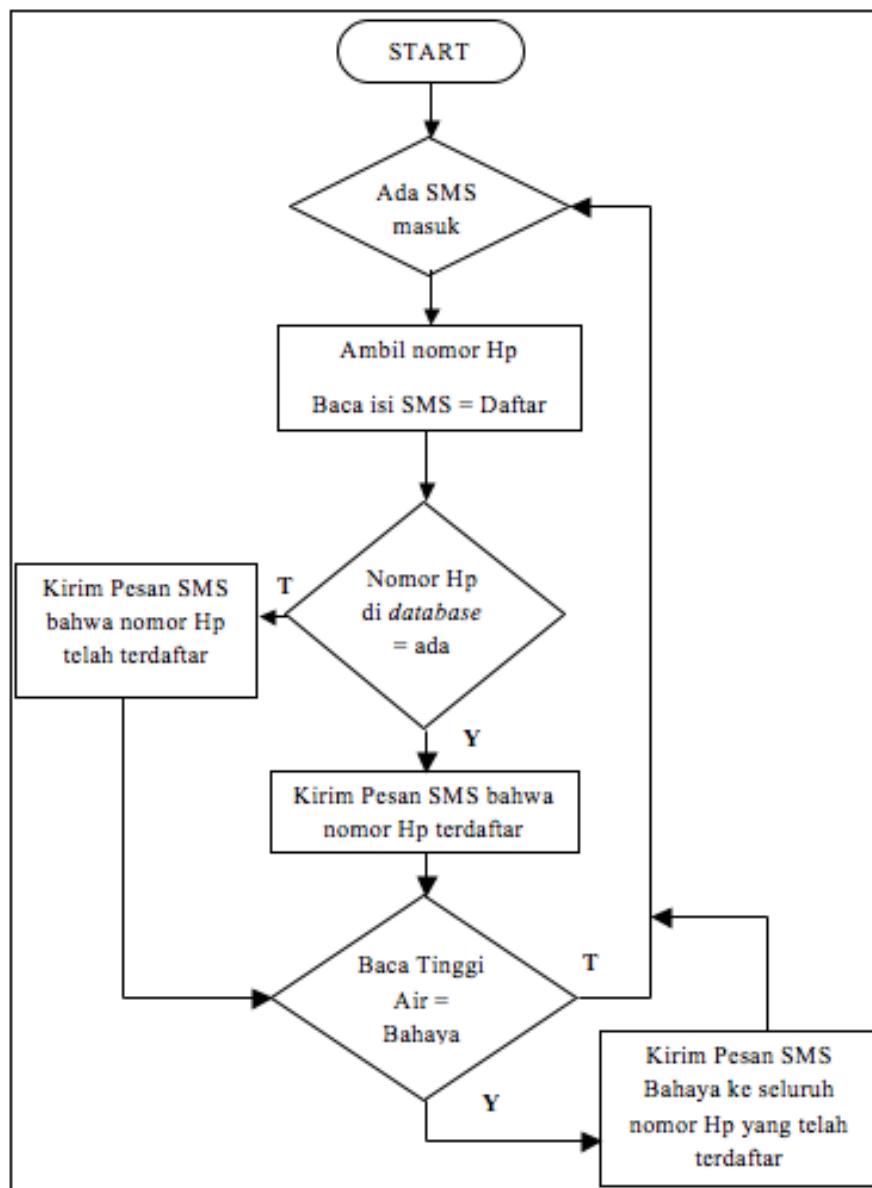 START
Ada SMS
masuk
Ambil nomor Hp
Baca isi SMS = Daftar
Nomor Hp
di database
= ada
T
Kirim Pesan SMS
bahwa nomor Hp
telah terdaftar
Y
Kirim Pesan SMS bahwa
nomor Hp terdaftar
Baca Tinggi
Air =
Bahaya
T
Y
Kirim Pesan SMS
Bahaya ke seluruh
nomor Hp yang telah
terdaftar